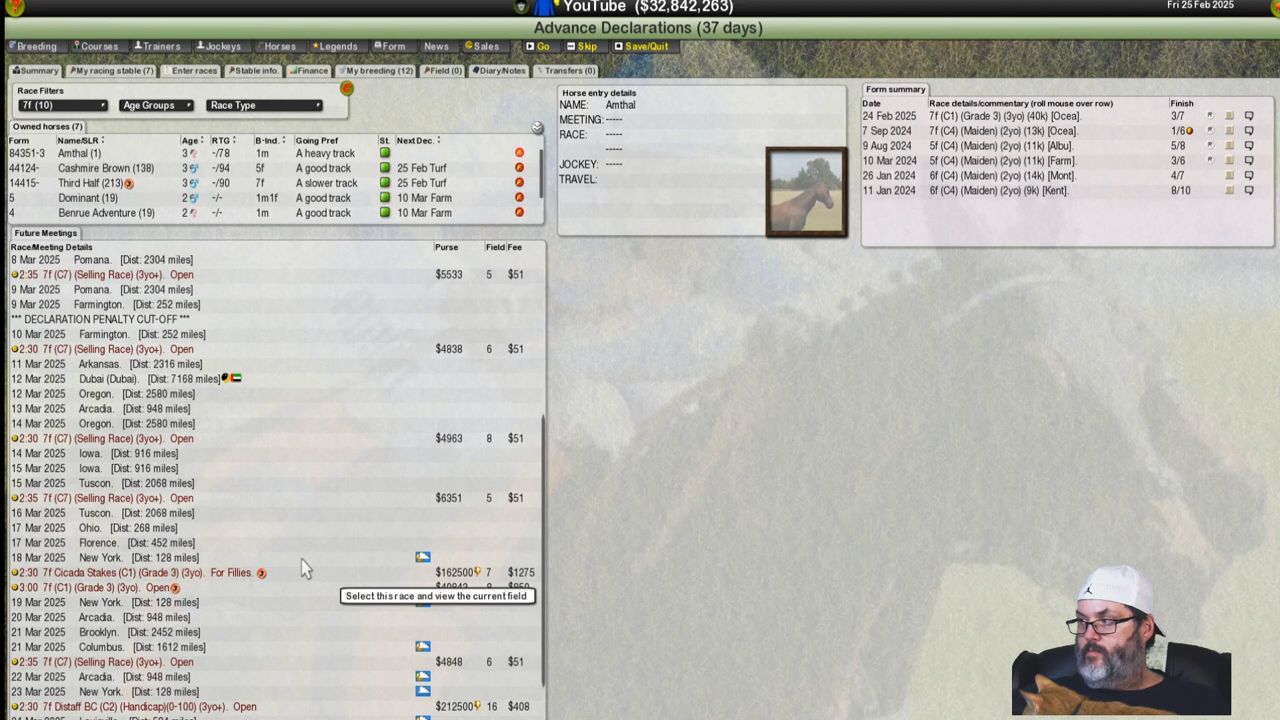 YouTube ($32,842,263)
Fri 25 Feb 2025
Advance Declarations (37 days)
Breeding Courses Trainers Jockeys Horses Legends Form News Sales Go Skip Save/Quit
Summary My racing stable (7) Enter races Stable info. Finance My breeding (12) Field (0) Diary/Notes Transfers (0)
Race Filters
7f (10) Age Groups Race Type
Owned horses (7)
Form Name/SLR Age RTG B-Ind. Going Pref St. Next Dec.
84351-3 Amthal (1) 3 -/78 1m A heavy track
44124- Cashmire Brown (138) 3 -/94 5f A good track 25 Feb Turf
14415- Third Half (213) 3 -/90 7f A slower track 25 Feb Turf
5 Dominant (19) 2 -/- 1m1f A good track 10 Mar Farm
4 Benrue Adventure (19) 2 -/- 1m A good track 10 Mar Farm
Future Meetings
Race/Meeting Details Purse Field Fee
8 Mar 2025 Pomana. [Dist: 2304 miles]
2:35 7f (C7) (Selling Race) (3yo+). Open $5533 5 $51
9 Mar 2025 Pomana. [Dist: 2304 miles]
9 Mar 2025 Farmington. [Dist: 252 miles]
*** DECLARATION PENALTY CUT-OFF ***
10 Mar 2025 Farmington. [Dist: 252 miles]
2:30 7f (C7) (Selling Race) (3yo+). Open $4838 6 $51
11 Mar 2025 Arkansas. [Dist: 2316 miles]
12 Mar 2025 Dubai (Dubai). [Dist: 7168 miles]
12 Mar 2025 Oregon. [Dist: 2580 miles]
13 Mar 2025 Arcadia. [Dist: 948 miles]
14 Mar 2025 Oregon. [Dist: 2580 miles]
2:30 7f (C7) (Selling Race) (3yo+). Open $4963 8 $51
14 Mar 2025 Iowa. [Dist: 916 miles]
15 Mar 2025 Iowa. [Dist: 916 miles]
15 Mar 2025 Tuscon. [Dist: 2068 miles]
2:35 7f (C7) (Selling Race) (3yo+). Open $6351 5 $51
16 Mar 2025 Tuscon. [Dist: 2068 miles]
17 Mar 2025 Ohio. [Dist: 268 miles]
17 Mar 2025 Florence. [Dist: 452 miles]
18 Mar 2025 New York. [Dist: 128 miles]
2:30 7f Cicada Stakes (C1) (Grade 3) (3yo). For Fillies. $162500 7 $1275
3:00 7f (C1) (Grade 3) (3yo). Open
Select this race and view the current field
19 Mar 2025 New York. [Dist: 128 miles]
20 Mar 2025 Arcadia. [Dist: 948 miles]
21 Mar 2025 Brooklyn. [Dist: 2452 miles]
21 Mar 2025 Columbus. [Dist: 1612 miles]
2:35 7f (C7) (Selling Race) (3yo+). Open $4848 6 $51
22 Mar 2025 Arcadia. [Dist: 948 miles]
23 Mar 2025 New York. [Dist: 128 miles]
2:30 7f Distaff BC (C2) (Handicap)(0-100) (3yo+). Open $212500 16 $408
Horse entry details
NAME: Amthal
MEETING: -----
RACE: -----
-----
JOCKEY: -----
TRAVEL:
Form summary
Date Race details/commentary (roll mouse over row) Finish
24 Feb 2025 7f (C1) (Grade 3) (3yo) (40k) [Ocea]. 3/7
7 Sep 2024 7f (C4) (Maiden) (2yo) (13k) [Ocea]. 1/6
9 Aug 2024 5f (C4) (Maiden) (2yo) (11k) [Albu]. 5/8
10 Mar 2024 5f (C4) (Maiden) (2yo) (11k) [Farm]. 3/6
26 Jan 2024 6f (C4) (Maiden) (2yo) (14k) [Mont]. 4/7
11 Jan 2024 6f (C4) (Maiden) (2yo) (9k) [Kent]. 8/10